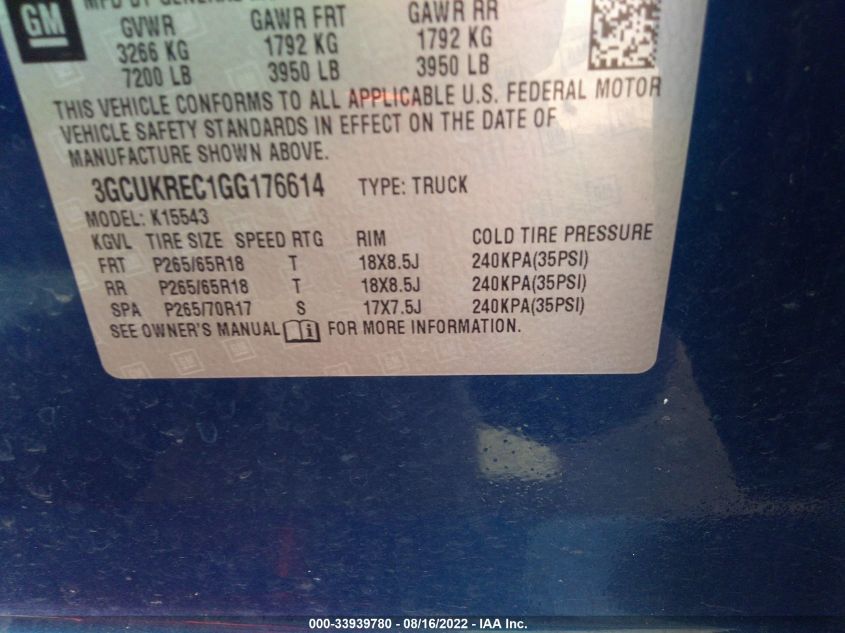 GM
MFD BY GENERAL
GVWR GAWR FRT GAWR RR
3266 KG 1792 KG 1792 KG
7200 LB 3950 LB 3950 LB
THIS VEHICLE CONFORMS TO ALL APPLICABLE U.S. FEDERAL MOTOR
VEHICLE SAFETY STANDARDS IN EFFECT ON THE DATE OF
MANUFACTURE SHOWN ABOVE.
3GCUKREC1GG176614 TYPE: TRUCK
MODEL: K15543
KGVL TIRE SIZE SPEED RTG RIM COLD TIRE PRESSURE
FRT P265/65R18 T 18X8.5J 240KPA(35PSI)
RR P265/65R18 T 18X8.5J 240KPA(35PSI)
SPA P265/70R17 S 17X7.5J 240KPA(35PSI)
SEE OWNER'S MANUAL FOR MORE INFORMATION.
000-33939780 - 08/16/2022 - IAA Inc.